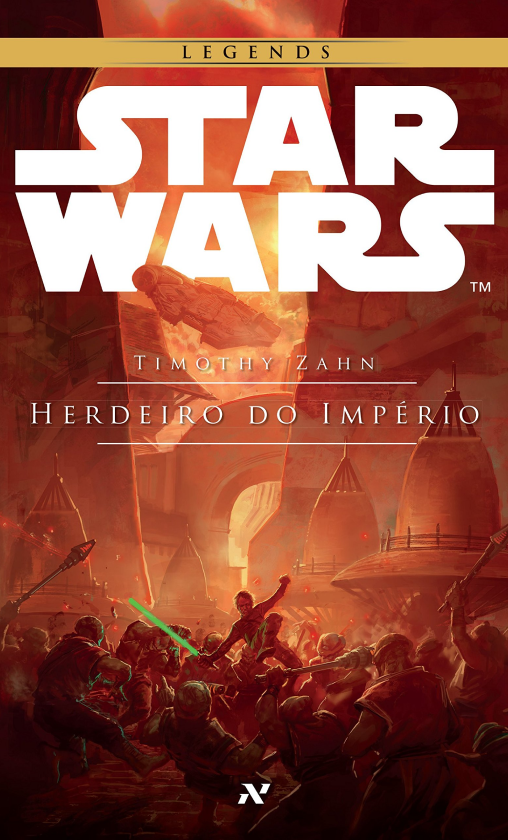 LEGENDS
STAR
WARS
TM
TIMOTHY ZAHN
HERDEIRO DO IMPÉRIO